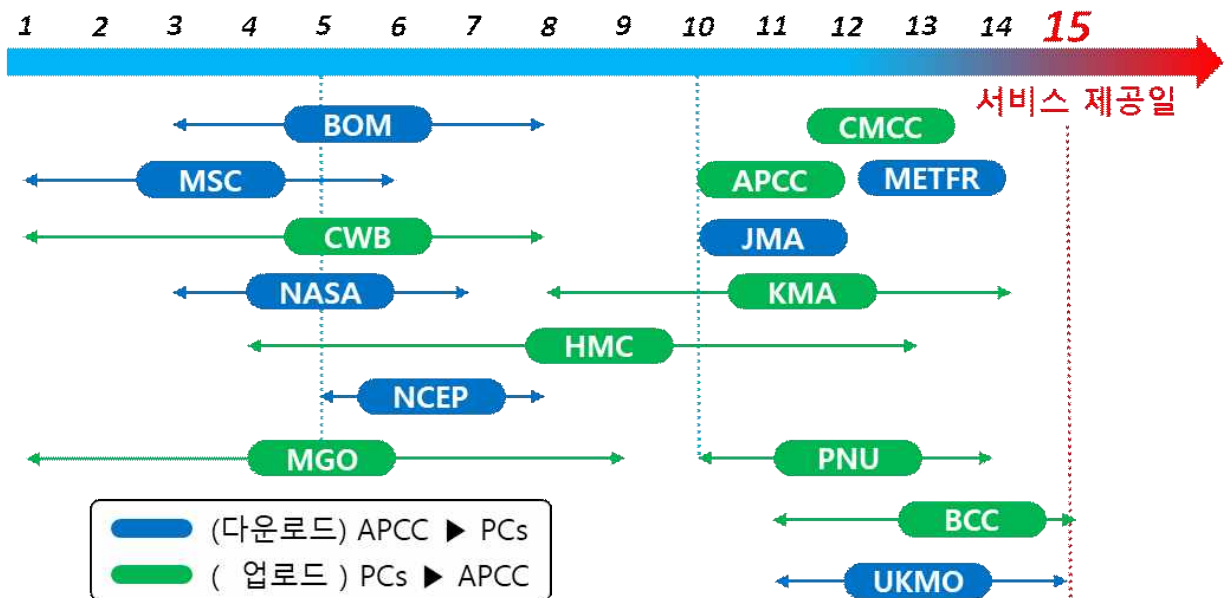 1 2 3 4 5 6 7 8 9 10 11 12 13 14 15
서비스 제공일
BOM CMCC
MSC APCC METFR
CWB JMA
NASA KMA
HMC
NCEP
MGO PNU
BCC
UKMO
(다운로드) APCC ▶ PCs
( 업로드 ) PCs ▶ APCC